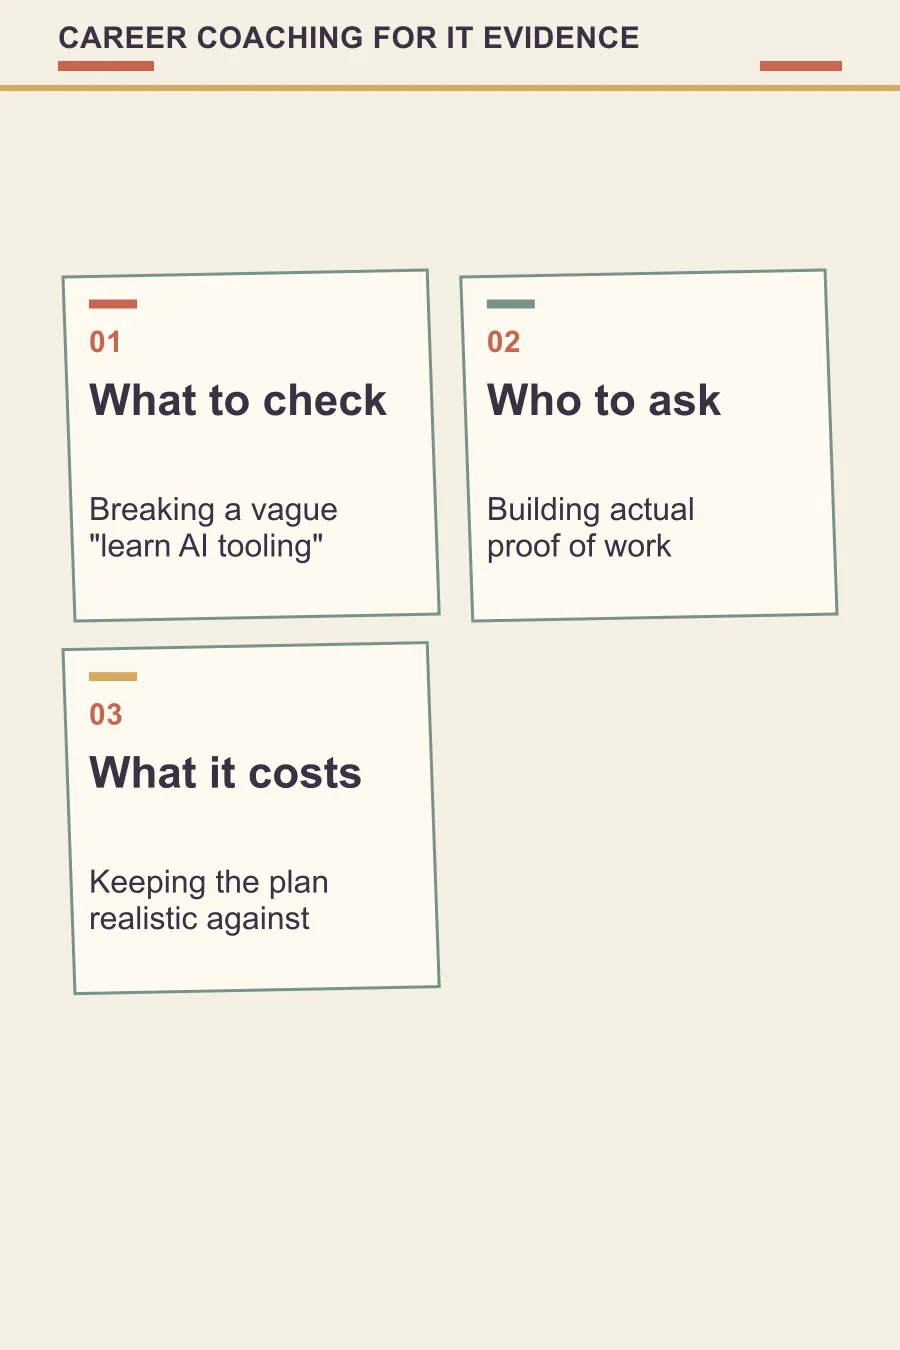 CAREER COACHING FOR IT EVIDENCE
01
What to check
Breaking a vague
"learn AI tooling"
02
Who to ask
Building actual
proof of work
03
What it costs
Keeping the plan
realistic against